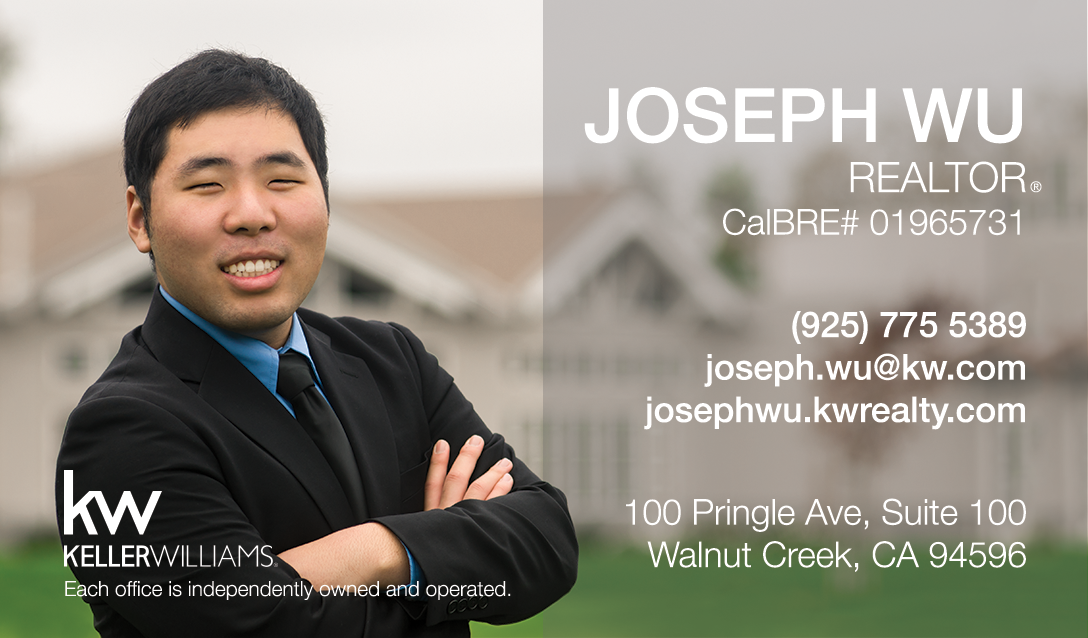 JOSEPH WU
REALTOR®
CalBRE# 01965731
(925) 775 5389
joseph.wu@kw.com
josephwu.kwrealty.com
100 Pringle Ave, Suite 100
Walnut Creek, CA 94596
kw
KELLERWILLIAMS.
Each office is independently owned and operated.